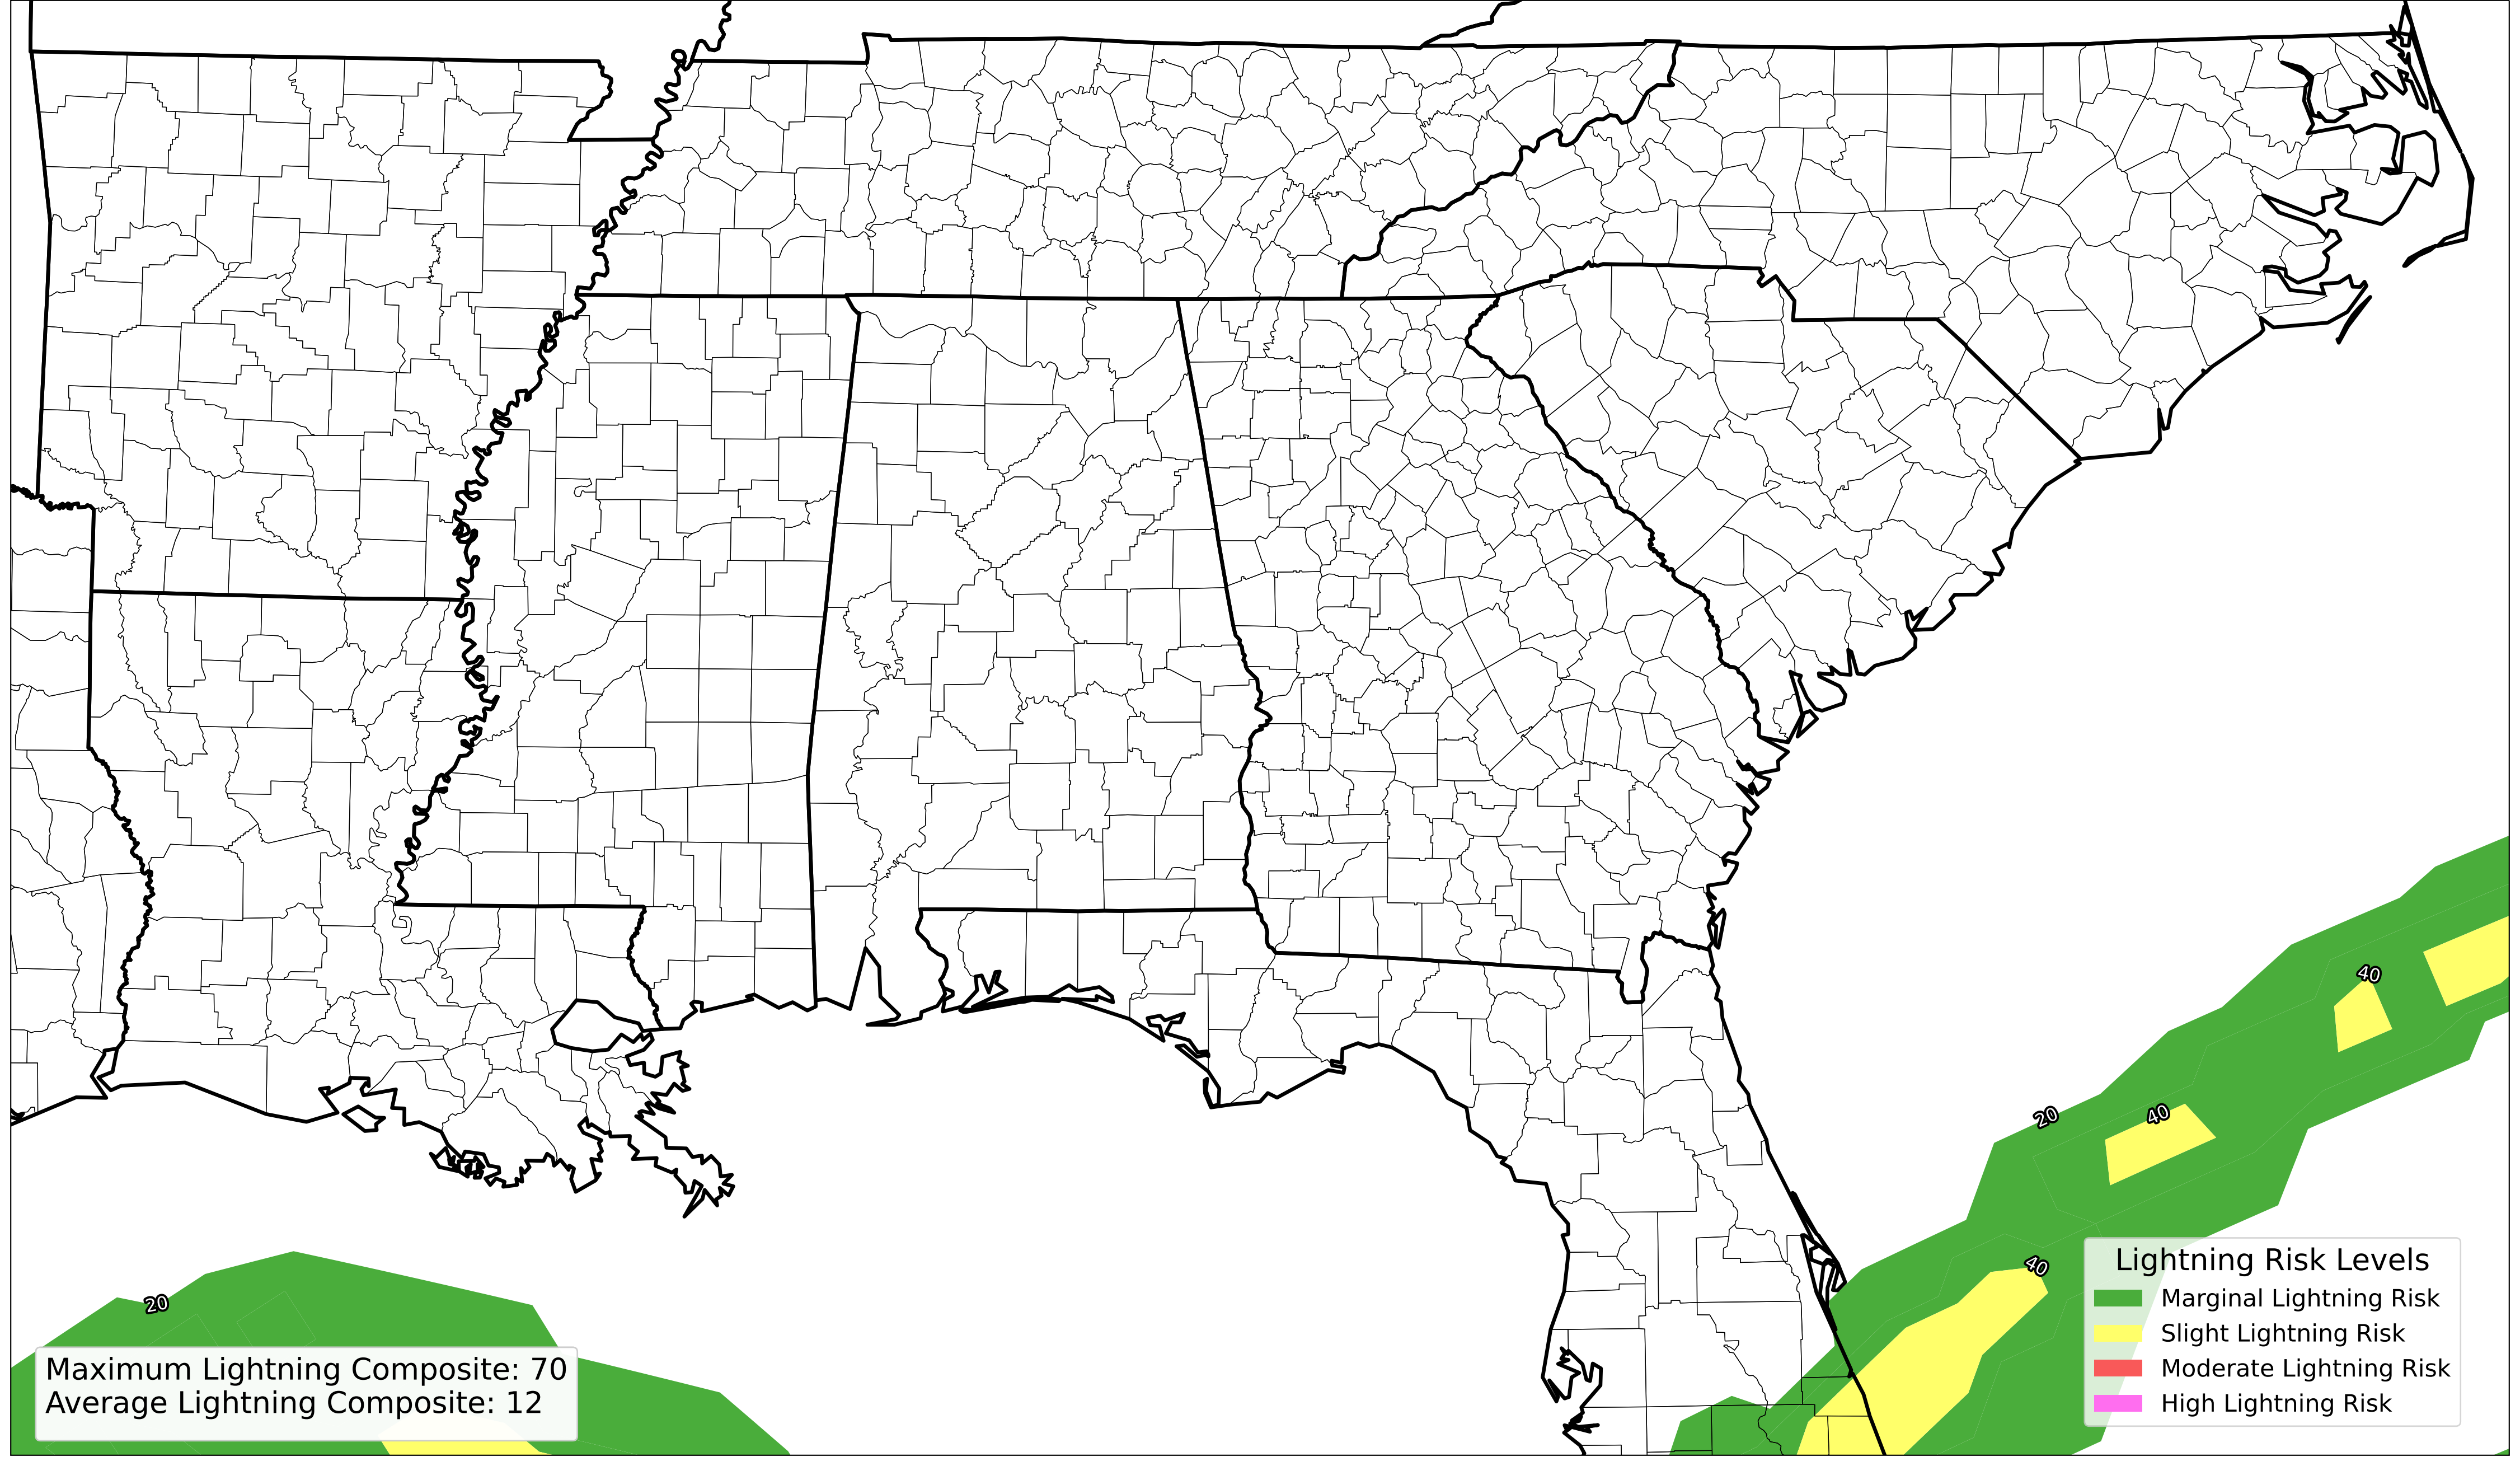 40
20
40
40
20
Maximum Lightning Composite: 70
Average Lightning Composite: 12
Lightning Risk Levels
Marginal Lightning Risk
Slight Lightning Risk
Moderate Lightning Risk
High Lightning Risk